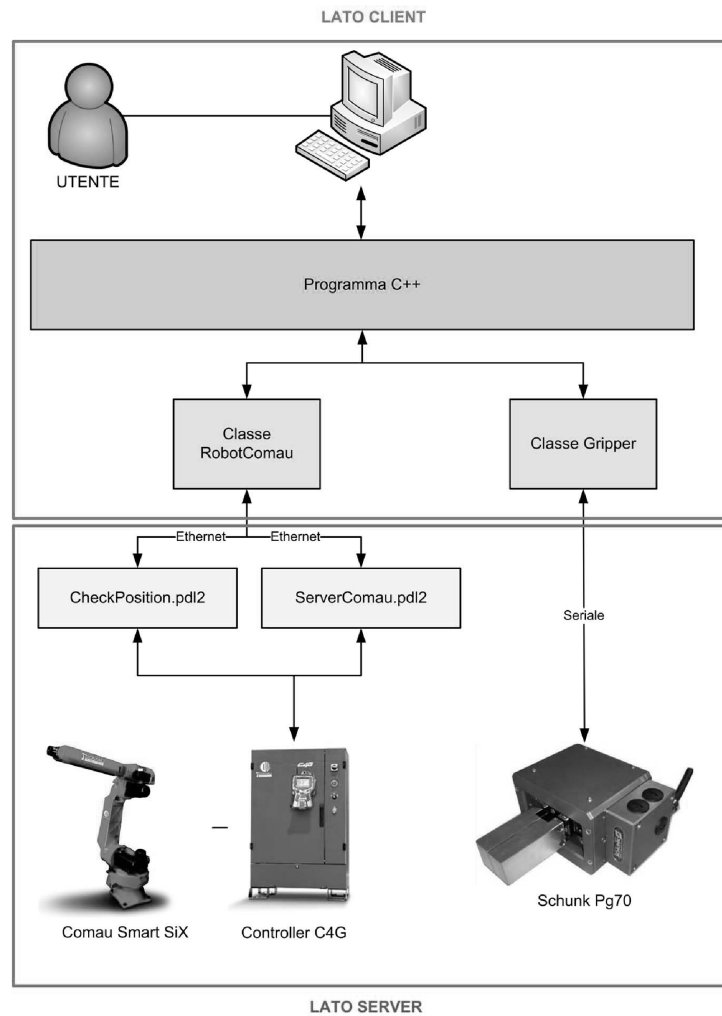 LATO CLIENT
UTENTE
Programma C++
Classe
RobotComau
Classe Gripper
Ethernet
Ethernet
CheckPosition.pdl2
ServerComau.pdl2
Seriale
C4G
Schunk Pg70
Comau Smart SiX
Controller C4G
LATO SERVER